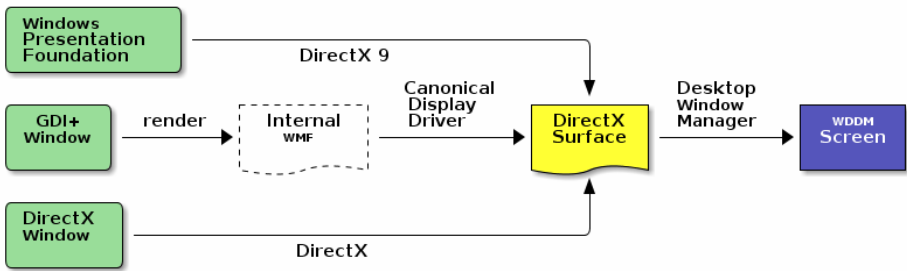 Windows
Presentation
Foundation
DirectX 9
GDI+
Window
render
Internal
WMF
Canonical
Display
Driver
DirectX
Surface
Desktop
Window
Manager
WDDM
Screen
DirectX
Window
DirectX